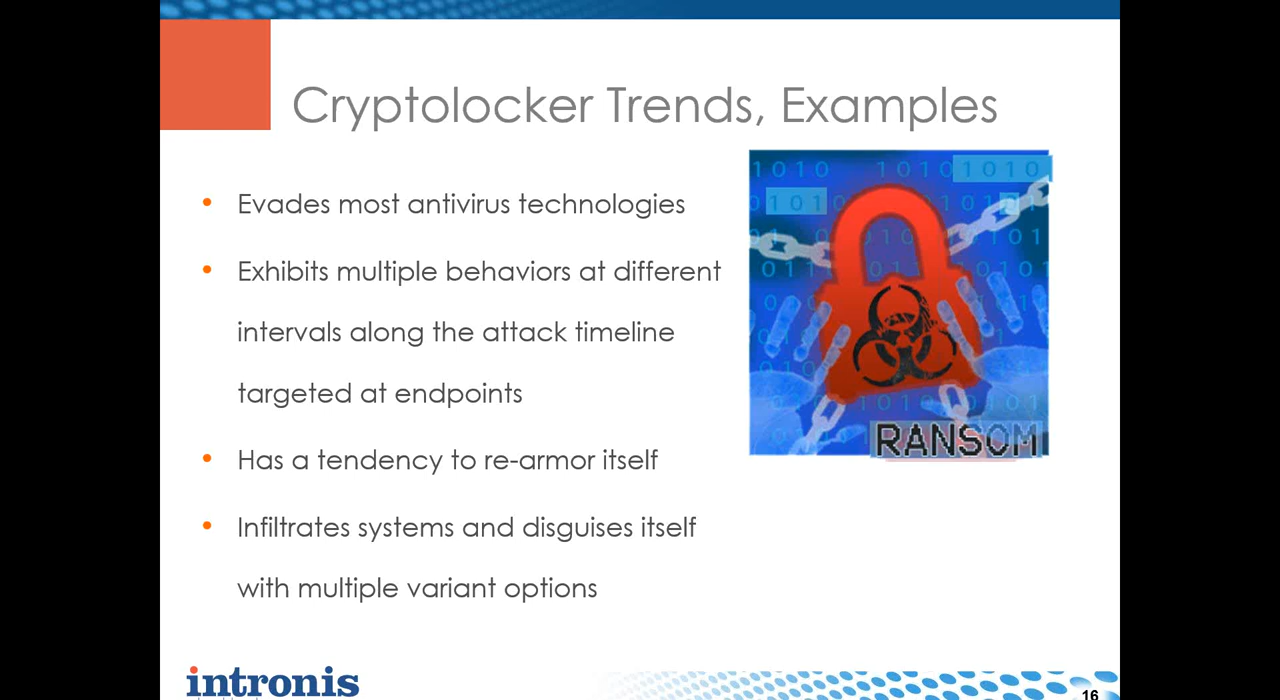 Cryptolocker Trends, Examples
• Evades most antivirus technologies
• Exhibits multiple behaviors at different
intervals along the attack timeline
targeted at endpoints
• Has a tendency to re-armor itself
• Infiltrates systems and disguises itself
with multiple variant options
RANSOM
intronis
16